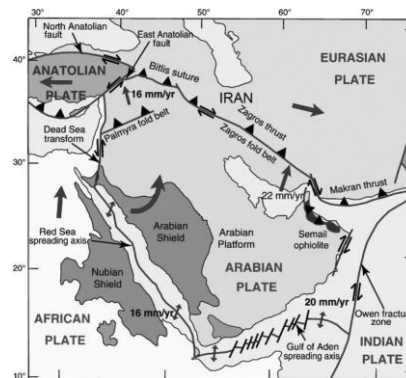 40° 50° 60° 70°
North Anatolian
fault
East Anatolian
fault
40°
Bitlis suture
EURASIAN
PLATE
ANATOLIAN
PLATE
16 mm/yr
IRAN
Palmyra fold belt
Dead Sea
transform
Zagros thrust
Zagros fold belt
30°
Makran thrust
22 mm/yr
Red Sea
spreading axis
Arabian
Shield
Arabian
Platform
Semail
ophiolite
20°
Nubian
Shield
ARABIAN
PLATE
16 mm/yr
20 mm/yr
Owen fracture
zone
AFRICAN
PLATE
Gulf of Aden
spreading axis
INDIAN
PLATE
10°